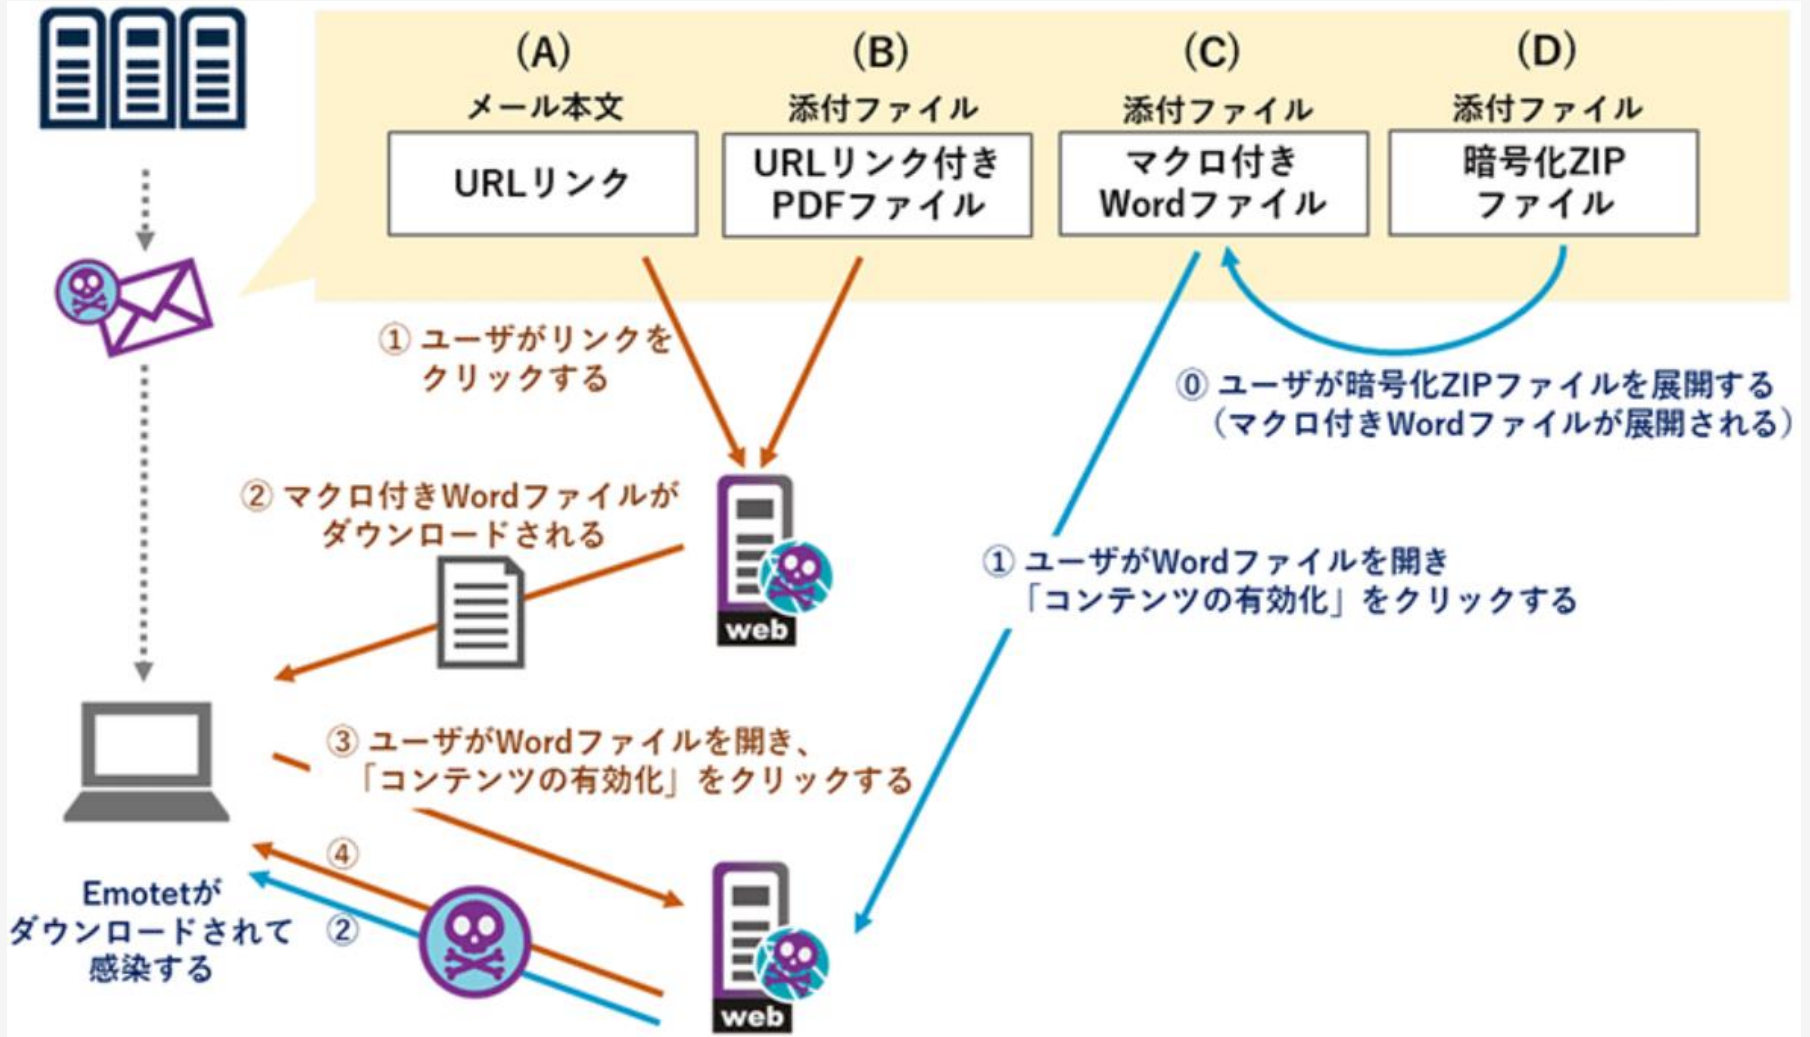 (A)
メール本文
URLリンク
(B)
添付ファイル
URLリンク付き
PDFファイル
(C)
添付ファイル
マクロ付き
Wordファイル
(D)
添付ファイル
暗号化ZIP
ファイル
① ユーザがリンクを
クリックする
⓪ ユーザが暗号化ZIPファイルを展開する
（マクロ付きWordファイルが展開される）
② マクロ付きWordファイルが
ダウンロードされる
web
① ユーザがWordファイルを開き
「コンテンツの有効化」をクリックする
③ ユーザがWordファイルを開き、
「コンテンツの有効化」をクリックする
④
②
Emotetが
ダウンロードされて
感染する
web